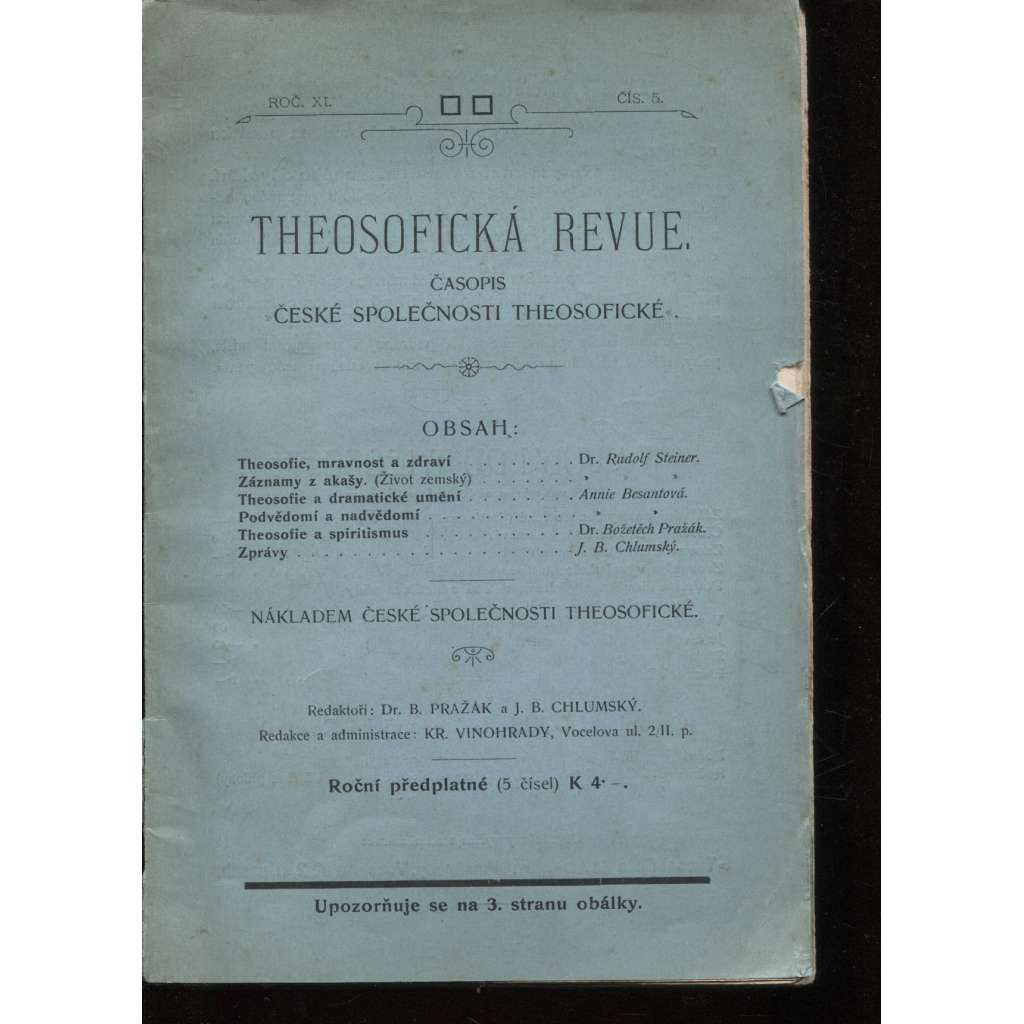 ROČ. XI. ČÍS. 5.
THEOSOFICKÁ REVUE.
ČASOPIS
ČESKÉ SPOLEČNOSTI THEOSOFICKÉ.
OBSAH:
Theosofie, mravnost a zdraví . . . . . . . . Dr. Rudolf Steiner.
Záznamy z akašy. (Život zemský) . . . . . . . „ „
Theosofie a dramatické umění . . . . . . . . Annie Besantová.
Podvědomí a nadvědomí . . . . . . . . . . . „ „
Theosofie a spiritismus . . . . . . . . . . . Dr. Božetěch Pražák.
Zprávy . . . . . . . . . . . . . . . . . . . . . J. B. Chlumský.
NÁKLADEM ČESKÉ SPOLEČNOSTI THEOSOFICKÉ.
Redaktoři: Dr. B. PRAŽÁK a J. B. CHLUMSKÝ.
Redakce a administrace: KR. VINOHRADY, Vocelova ul. 2/II. p.
Roční předplatné (5 čísel) K 4·–.
Upozorňuje se na 3. stranu obálky.